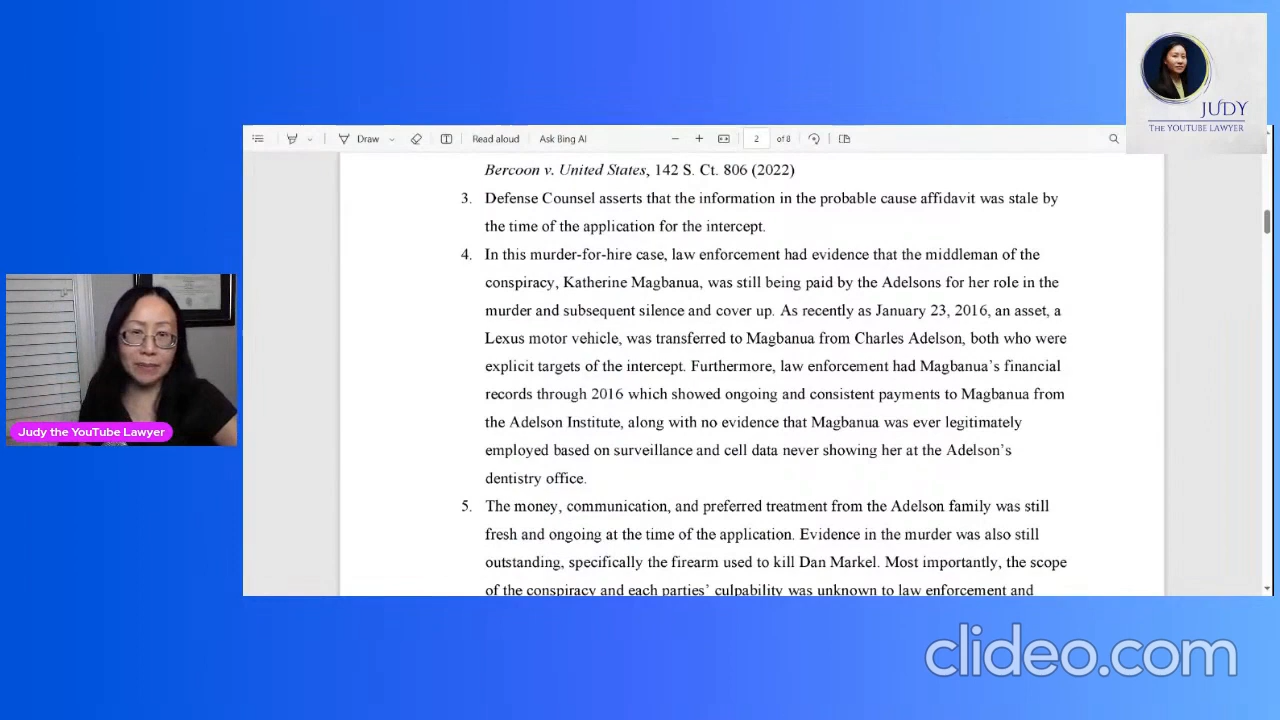 JUDY
THE YOUTUBE LAWYER
Draw
Read aloud
Ask Bing AI
2
of 8
Bercoon v. United States, 142 S. Ct. 806 (2022)
3. Defense Counsel asserts that the information in the probable cause affidavit was stale by
the time of the application for the intercept.
4. In this murder-for-hire case, law enforcement had evidence that the middleman of the
conspiracy, Katherine Magbanua, was still being paid by the Adelsons for her role in the
murder and subsequent silence and cover up. As recently as January 23, 2016, an asset, a
Lexus motor vehicle, was transferred to Magbanua from Charles Adelson, both who were
explicit targets of the intercept. Furthermore, law enforcement had Magbanua's financial
records through 2016 which showed ongoing and consistent payments to Magbanua from
the Adelson Institute, along with no evidence that Magbanua was ever legitimately
employed based on surveillance and cell data never showing her at the Adelson's
dentistry office.
5. The money, communication, and preferred treatment from the Adelson family was still
fresh and ongoing at the time of the application. Evidence in the murder was also still
outstanding, specifically the firearm used to kill Dan Markel. Most importantly, the scope
of the conspiracy and each parties' culpability was unknown to law enforcement and
Judy the YouTube Lawyer
clideo.com